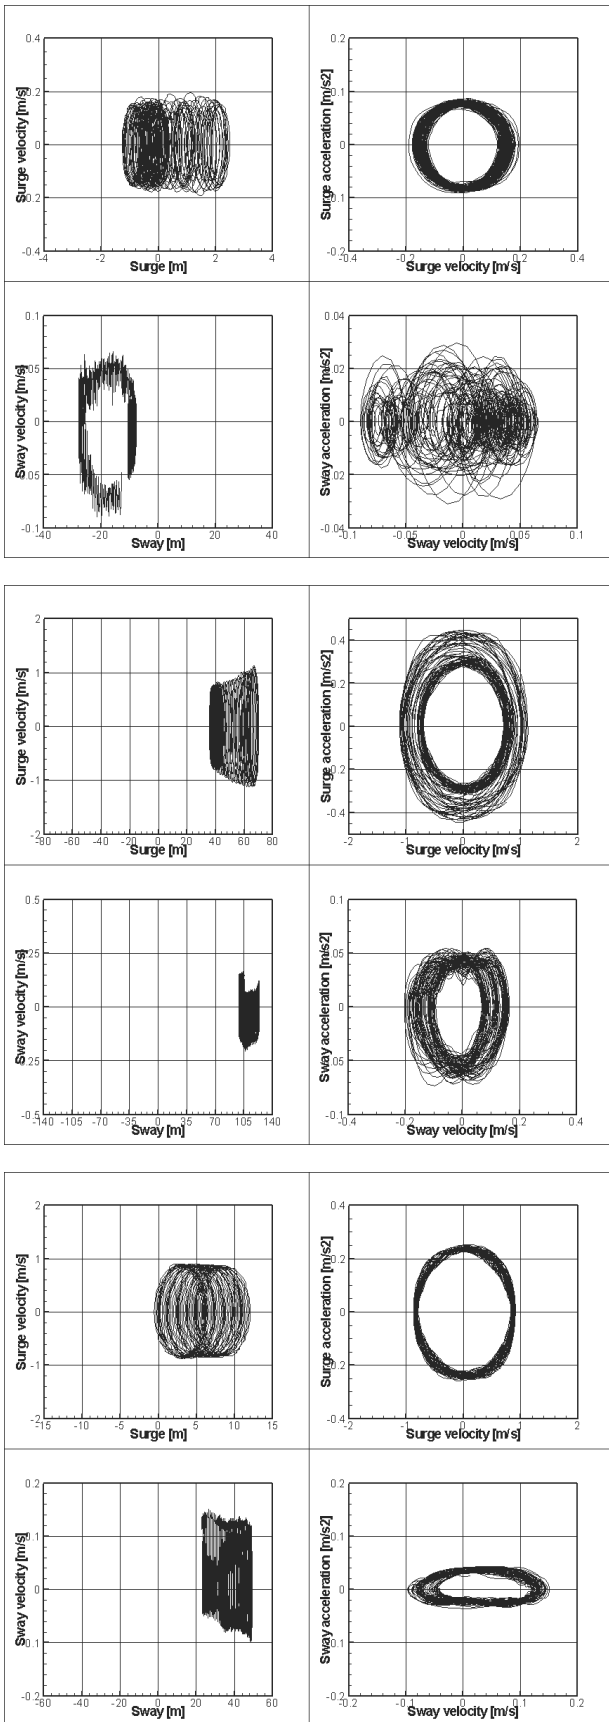 0.4
Surge velocity [m/s]
0.2
0
0.2
-0.4
-4 -2 0 2 4
Surge [m]
0.2
Surge acceleration [m/s2]
0.1
0
-0.1
-0.2
-0.4 -0.2 0 0.2 0.4
Surge velocity [m/s]
0.1
Sway velocity [m/s]
0.05
0
0.05
-0.1
-40 -20 0 20 40
Sway [m]
0.04
Sway acceleration [m/s2]
0.02
0
0.02
-0.04
-0.1 -0.05 0 0.05 0.1
Sway velocity [m/s]
2
Surge velocity [m/s]
1
0
-1
-2
-80 -60 -40 -20 0 20 40 60 80
Surge [m]
Surge acceleration [m/s2]
0.4
0.2
0
-0.2
-0.4
-2 -1 0 1 2
Surge velocity [m/s]
0.5
Sway velocity [m/s]
0.25
0
-0.25
-0.5
-140 -105 -70 -35 0 35 70 105 140
Sway [m]
0.1
Sway acceleration [m/s2]
0.05
0
0.05
-0.1
-0.4 -0.2 0 0.2 0.4
Sway velocity [m/s]
2
Surge velocity [m/s]
1
0
-1
-2
-15 -10 -5 0 5 10 15
Surge [m]
0.4
Surge acceleration [m/s2]
0.2
0
-0.2
-0.4
-2 -1 0 1 2
Surge velocity [m/s]
0.2
Sway velocity [m/s]
0.1
0
0.1
-0.2
-60 -40 -20 0 20 40 60
Sway [m]
0.2
Sway acceleration [m/s2]
0.1
0
-0.1
-0.2
-0.2 -0.1 0 0.1 0.2
Sway velocity [m/s]